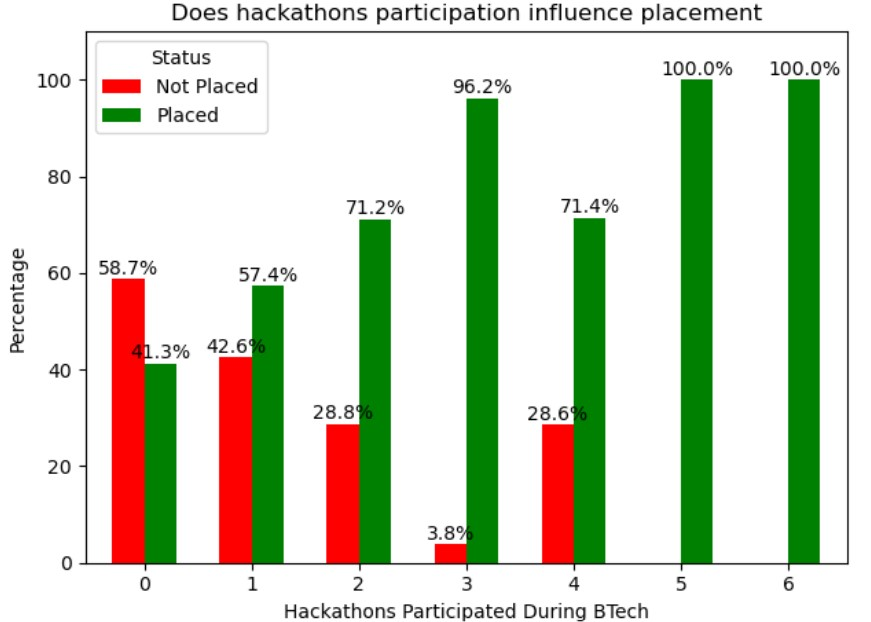 Does hackathons participation influence placement
Status
Not Placed
Placed
Percentage
100
80
60
40
20
0
58.7%
41.3%
42.6%
57.4%
28.8%
71.2%
3.8%
96.2%
28.6%
71.4%
100.0%
100.0%
0 1 2 3 4 5 6
Hackathons Participated During BTech